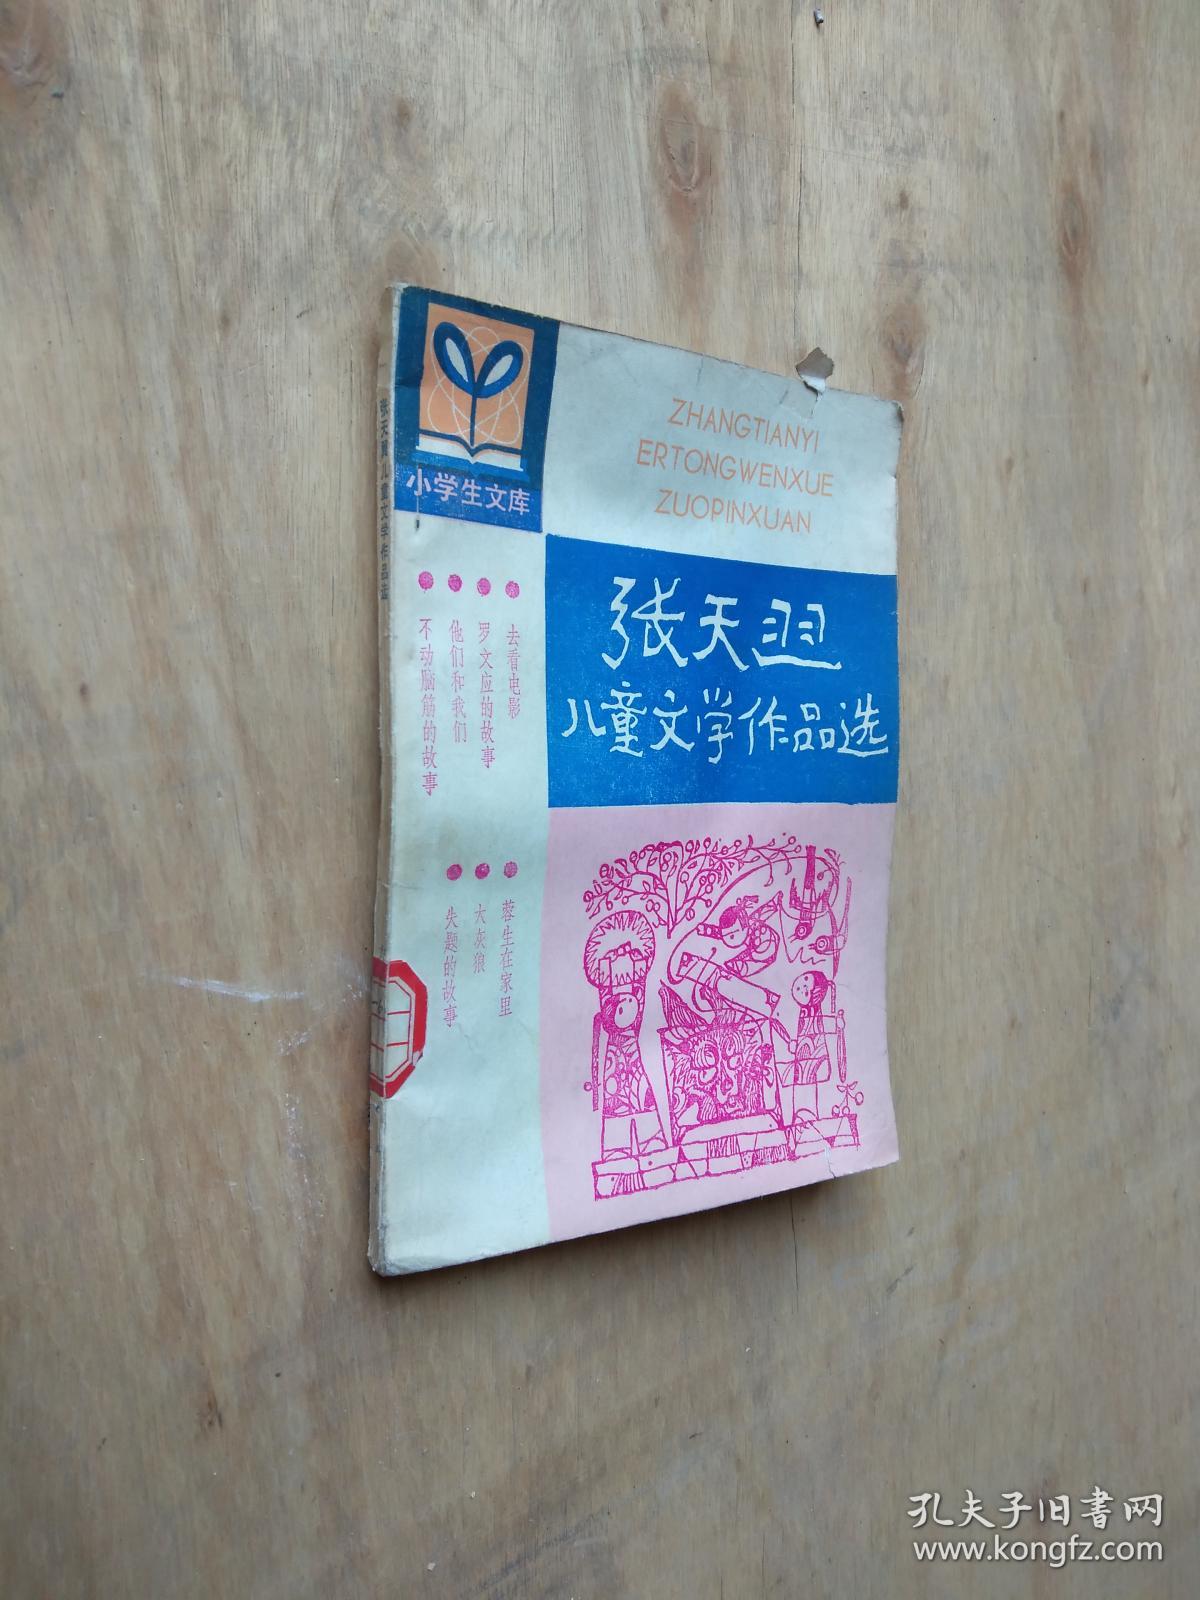 小学生文库
ZHANGTIANYI
ERTONGWENXUE
ZUOPINXUAN
张天翼
儿童文学作品选
去看电影
罗文应的故事
他们和我们
不动脑筋的故事
蓉生在家里
大灰狼
失题的故事
张天翼儿童文学作品选
孔夫子旧书网
www.kongfz.com